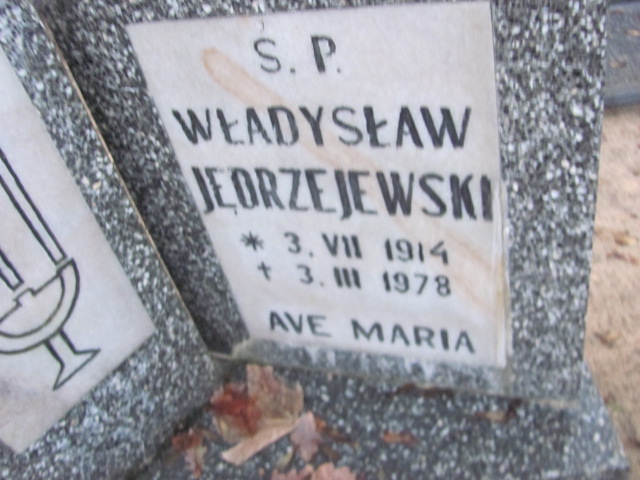 S. P.
WŁADYSŁAW
JĘDRZEJEWSKI
* 3. VII 1914
✝ 3. III 1978
AVE MARIA